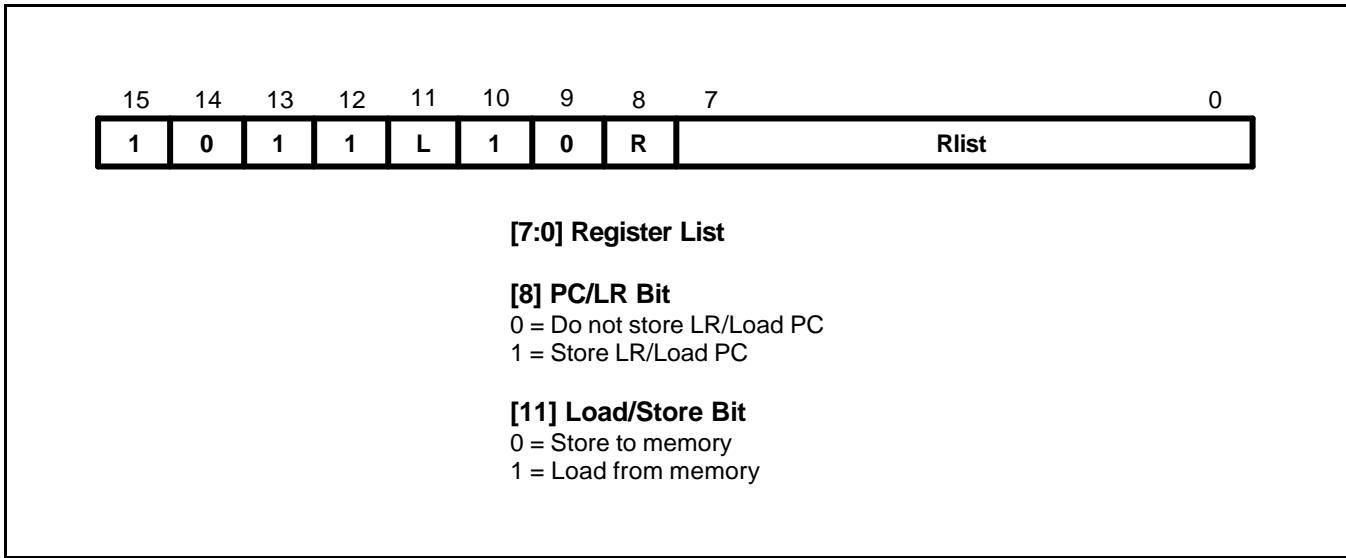 15 14 13 12 11 10 9 8 7 0
1 0 1 1 L 1 0 R Rlist
[7:0] Register List
[8] PC/LR Bit
0 = Do not store LR/Load PC
1 = Store LR/Load PC
[11] Load/Store Bit
0 = Store to memory
1 = Load from memory